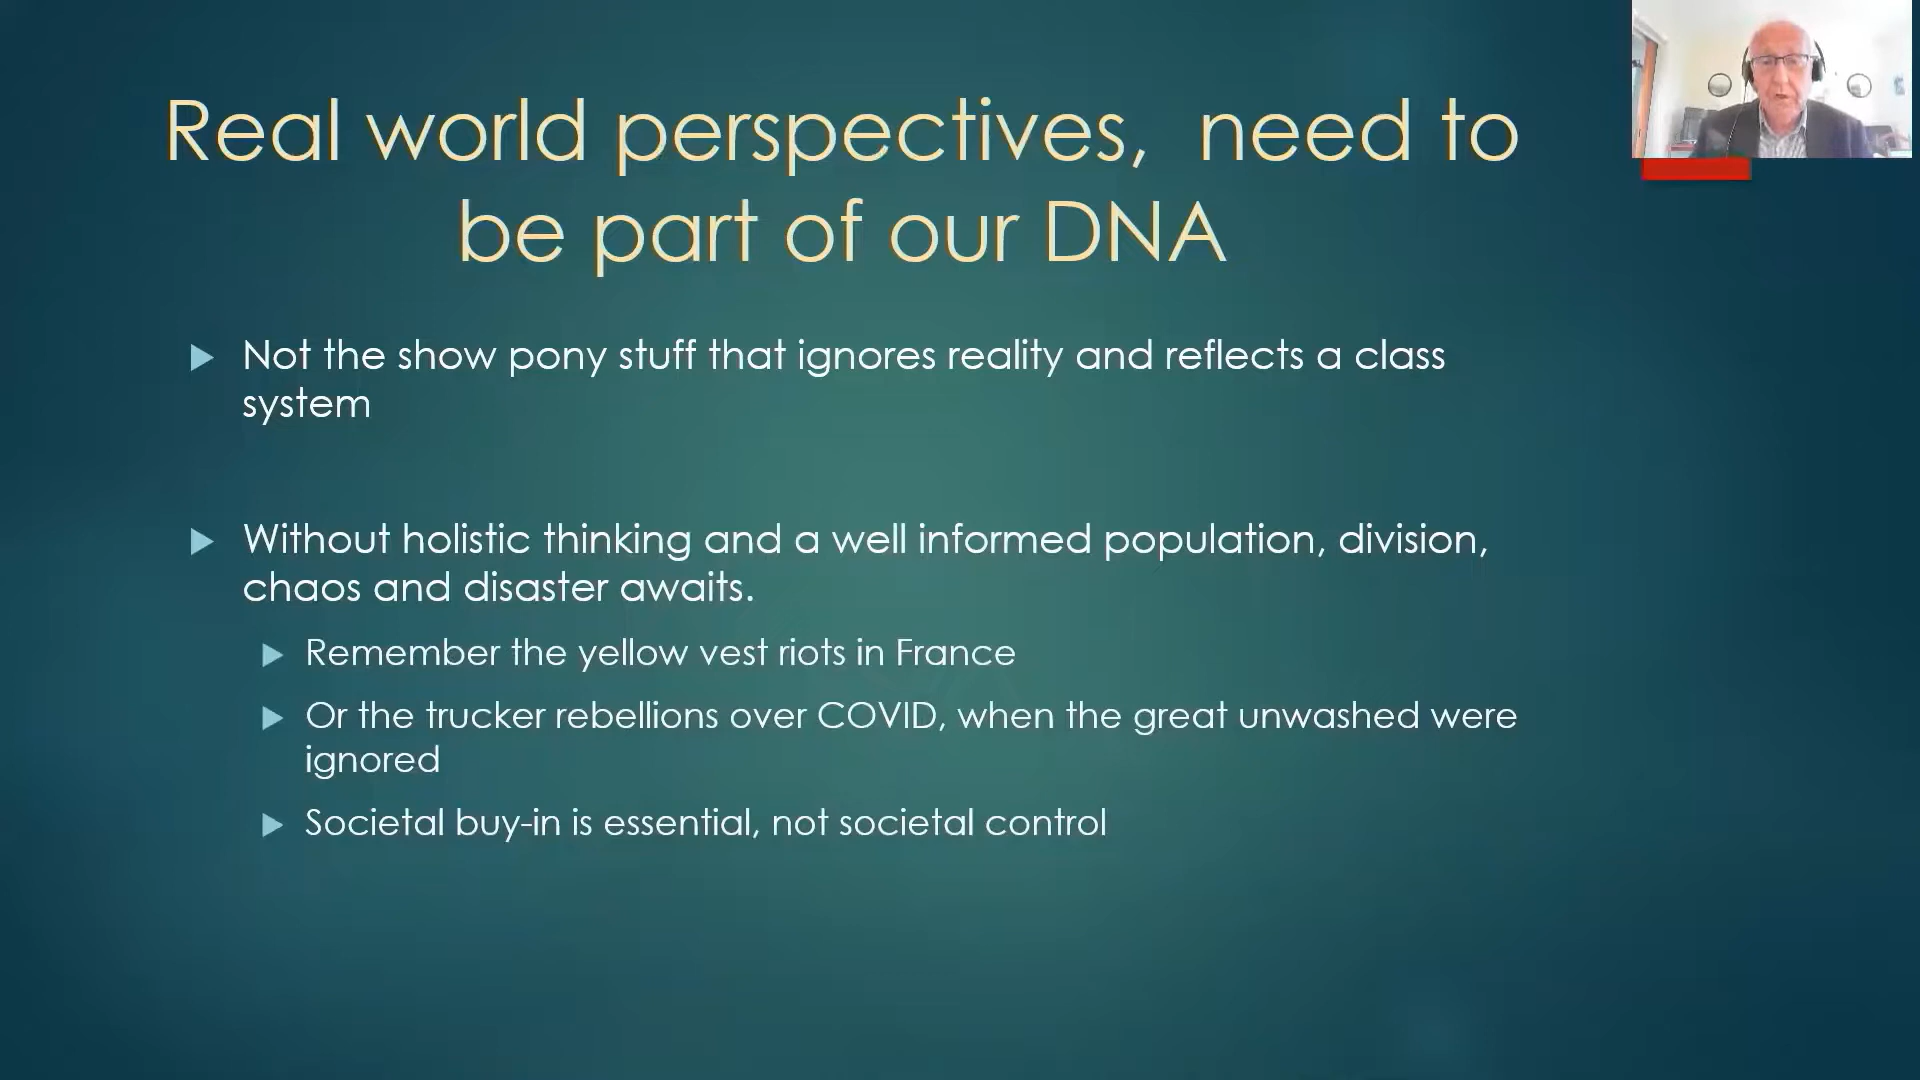 Real world perspectives,  need to
be part of our DNA
Not the show pony stuff that ignores reality and reflects a class
system
Without holistic thinking and a well informed population, division,
chaos and disaster awaits.
Remember the yellow vest riots in France
Or the trucker rebellions over COVID, when the great unwashed were
ignored
Societal buy-in is essential, not societal control